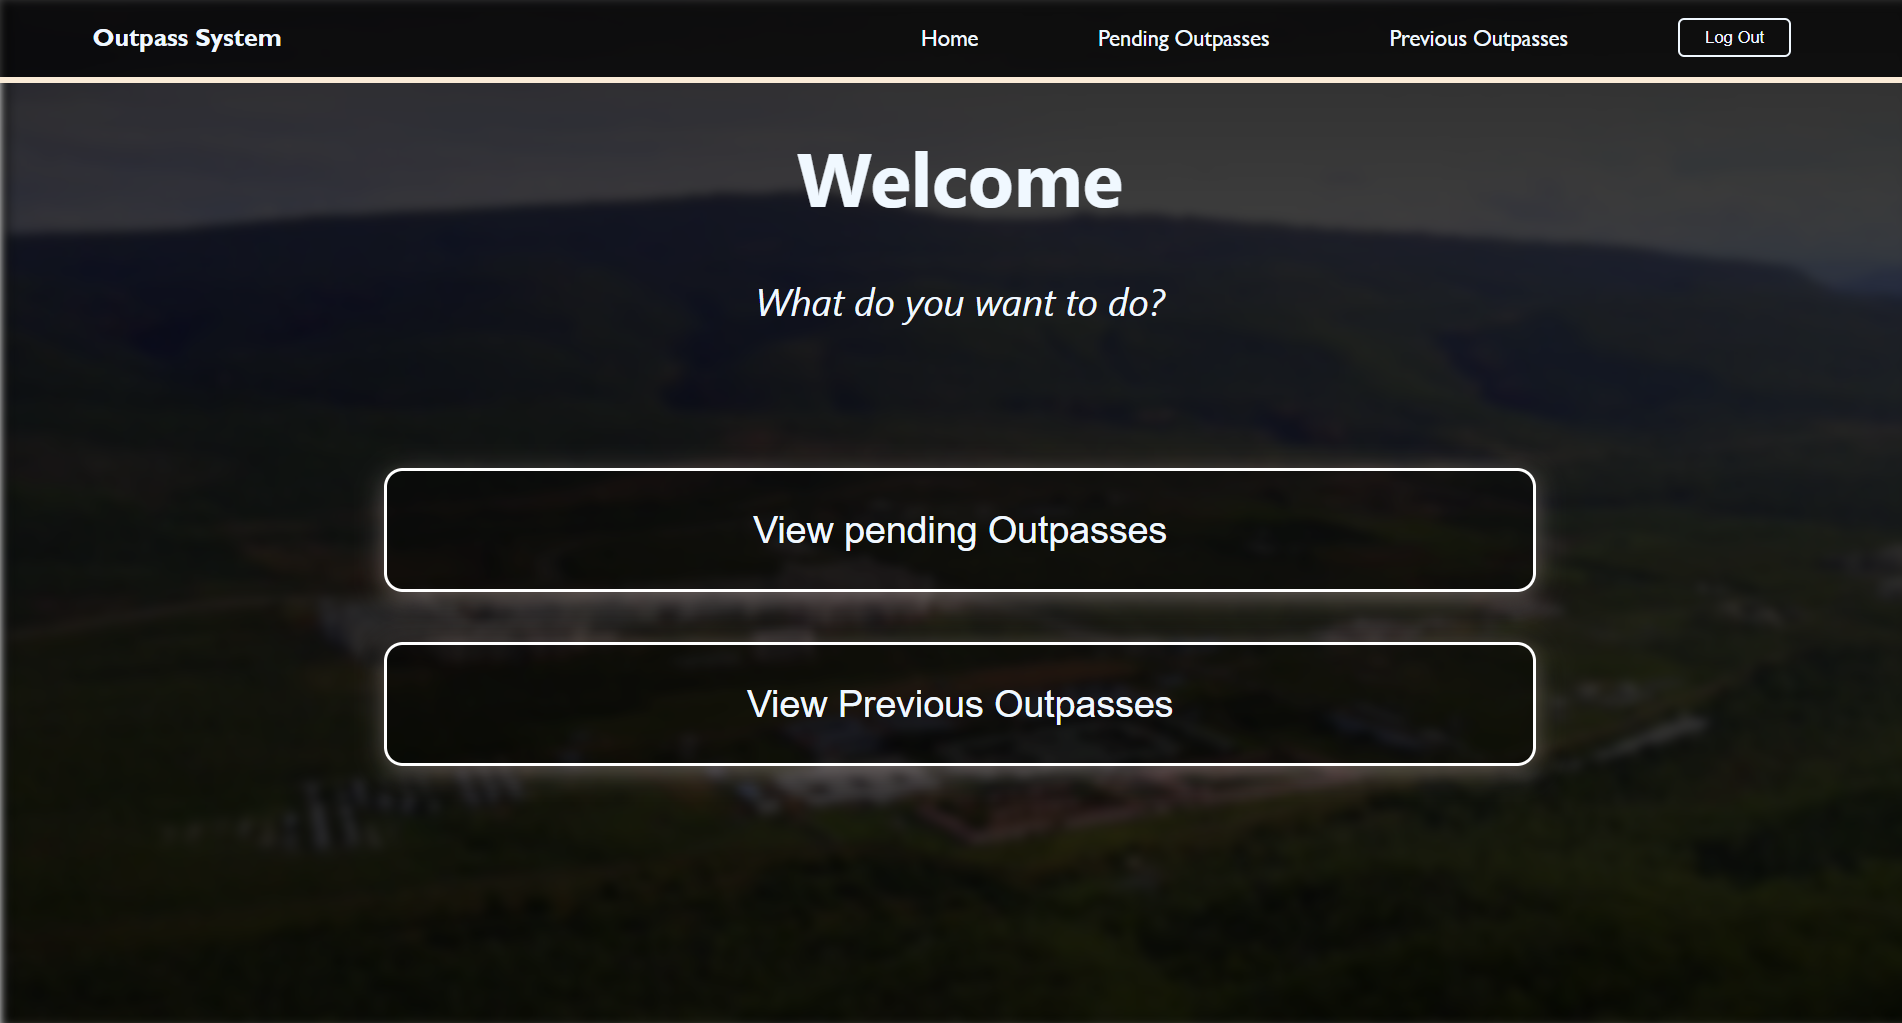 Outpass System
Home
Pending Outpasses
Previous Outpasses
Log Out
Welcome
What do you want to do?
View pending Outpasses
View Previous Outpasses